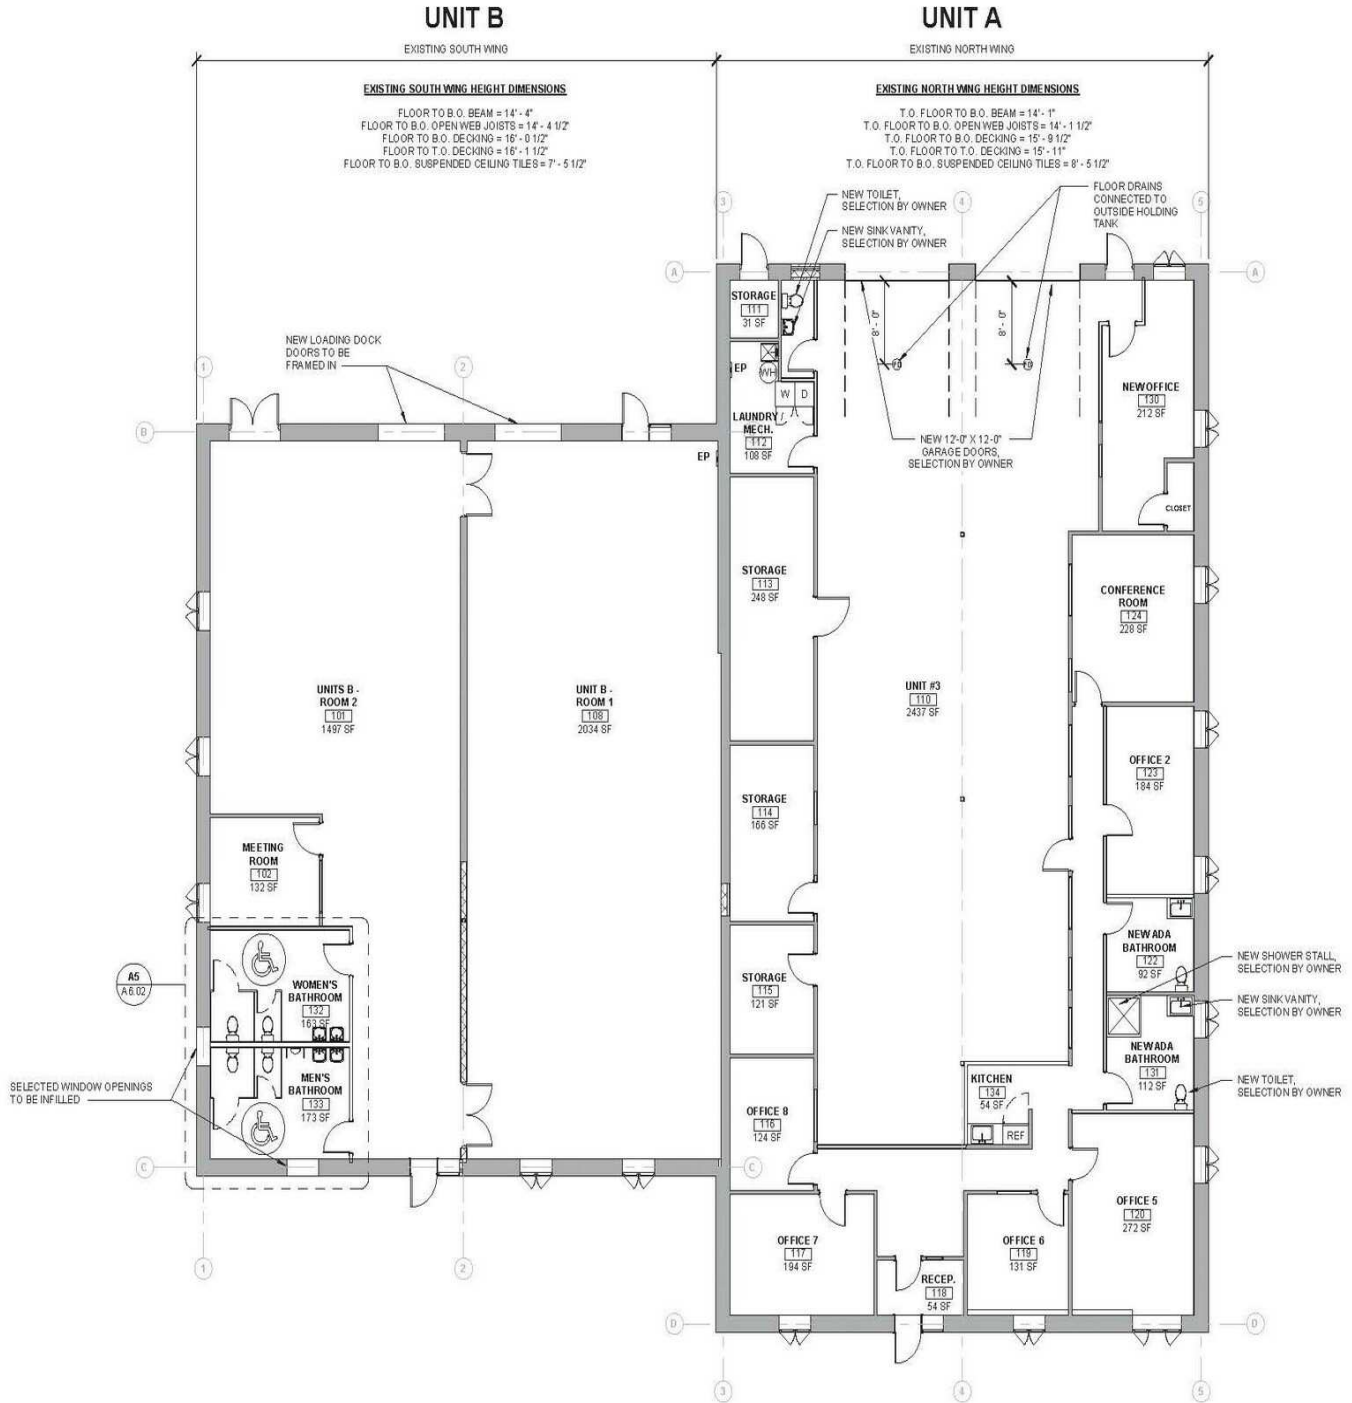 UNIT B
EXISTING SOUTH WING
EXISTING SOUTH WING HEIGHT DIMENSIONS
FLOOR TO B.O. BEAM = 14' - 4"
FLOOR TO B.O. OPEN WEB JOISTS = 14' - 4 1/2"
FLOOR TO B.O. DECKING = 16' - 0 1/2"
FLOOR TO T.O. DECKING = 16' - 1 1/2"
FLOOR TO B.O. SUSPENDED CEILING TILES = 7' - 5 1/2"
UNIT A
EXISTING NORTH WING
EXISTING NORTH WING HEIGHT DIMENSIONS
T.O. FLOOR TO B.O. BEAM = 14' - 1"
T.O. FLOOR TO B.O. OPEN WEB JOISTS = 14' - 1 1/2"
T.O. FLOOR TO B.O. DECKING = 15' - 9 1/2"
T.O. FLOOR TO T.O. DECKING = 15' - 11"
T.O. FLOOR TO B.O. SUSPENDED CEILING TILES = 8' - 5 1/2"
3
NEW TOILET,
SELECTION BY OWNER
4
FLOOR DRAINS
CONNECTED TO
OUTSIDE HOLDING
TANK
5
NEW SINK VANITY,
SELECTION BY OWNER
A
A
STORAGE
111
31 SF
8' - 0"
8' - 0"
NEW LOADING DOCK
DOORS TO BE
FRAMED IN
1
2
EP
WH
W D
LAUNDRY /
MECH.
112
108 SF
NEW OFFICE
130
212 SF
B
EP
NEW 12'-0" X 12'-0"
GARAGE DOORS,
SELECTION BY OWNER
CLOSET
STORAGE
113
248 SF
CONFERENCE
ROOM
124
228 SF
UNITS B -
ROOM 2
101
1497 SF
UNIT B -
ROOM 1
108
2034 SF
UNIT #3
110
2437 SF
OFFICE 2
123
184 SF
STORAGE
114
166 SF
MEETING
ROOM
102
132 SF
NEW ADA
BATHROOM
122
92 SF
NEW SHOWER STALL,
SELECTION BY OWNER
A5
A6.02
WOMEN'S
BATHROOM
132
163 SF
STORAGE
115
121 SF
NEW SINK VANITY,
SELECTION BY OWNER
NEW ADA
BATHROOM
131
112 SF
NEW TOILET,
SELECTION BY OWNER
SELECTED WINDOW OPENINGS
TO BE INFILLED
MEN'S
BATHROOM
133
173 SF
KITCHEN
134
54 SF
REF
OFFICE 8
116
124 SF
C
C
OFFICE 7
117
194 SF
OFFICE 6
119
131 SF
OFFICE 5
120
272 SF
RECEP.
118
54 SF
1
2
D
D
3
4
5